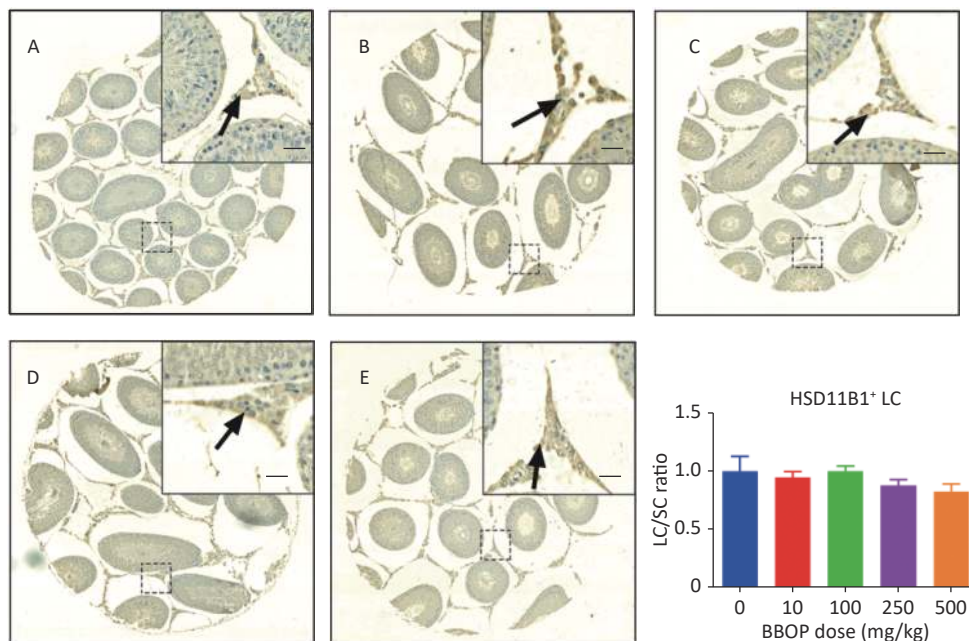 A
B
C
D
E
HSD11B1⁺ LC
1.5
1.0
0.5
0
LC/SC ratio
0 10 100 250 500
BBOP dose (mg/kg)